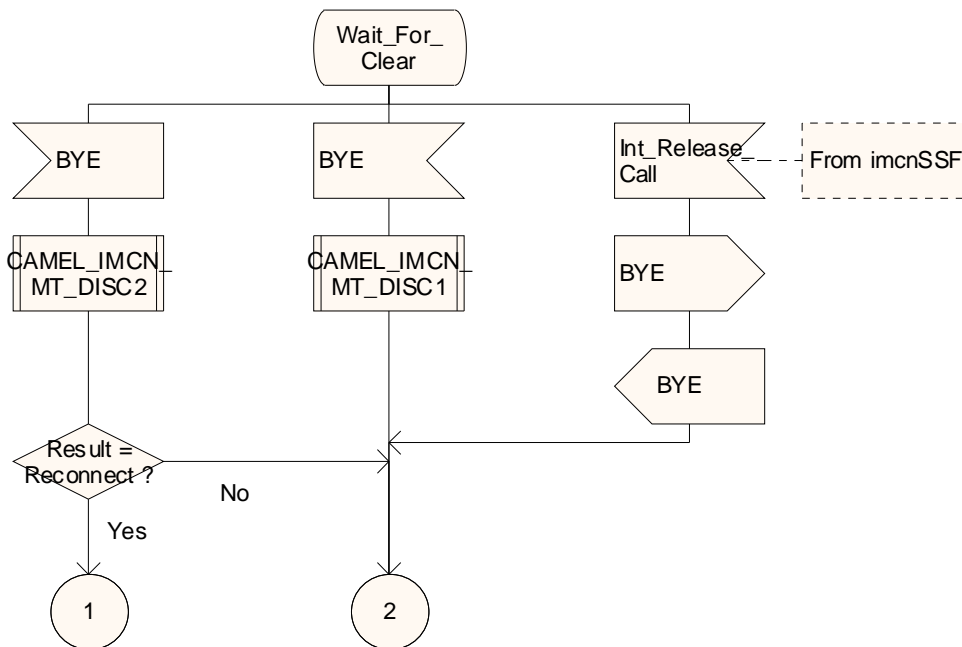 Wait_For_
Clear
BYE
BYE
Int_Release_
Call
From imcnSSF
CAMEL_IMCN_
MT_DISC2
CAMEL_IMCN_
MT_DISC1
BYE
BYE
Result =
Reconnect ?
No
Yes
1
2